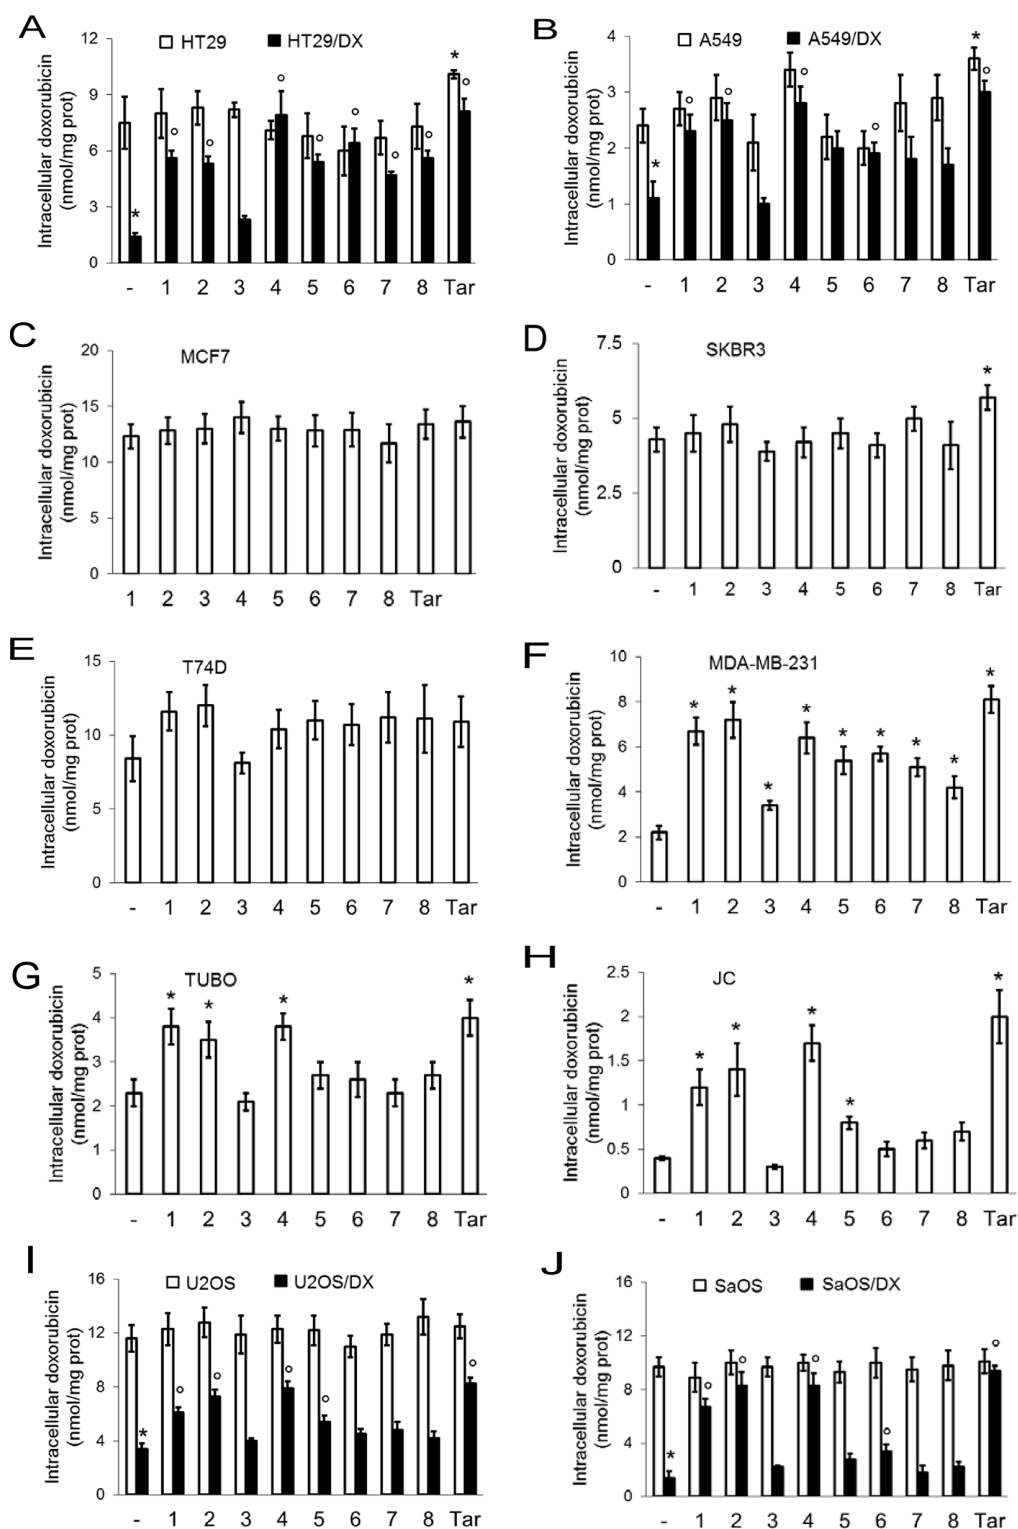 A
HT29 HT29/DX
Intracellular doxorubicin
(nmol/mg prot)
12
9
6
3
0
* ° ° ° ° ° ° ° * °
- 1 2 3 4 5 6 7 8 Tar
B
A549 A549/DX
Intracellular doxorubicin
(nmol/mg prot)
4
3
2
1
0
* ° ° ° ° * °
- 1 2 3 4 5 6 7 8 Tar
C
MCF7
Intracellular doxorubicin
(nmol/mg prot)
20
15
10
5
0
1 2 3 4 5 6 7 8 Tar
D
SKBR3
Intracellular doxorubicin
(nmol/mg prot)
7.5
5
2.5
0
*
- 1 2 3 4 5 6 7 8 Tar
E
T74D
Intracellular doxorubicin
(nmol/mg prot)
15
10
5
0
- 1 2 3 4 5 6 7 8 Tar
F
MDA-MB-231
Intracellular doxorubicin
(nmol/mg prot)
10
8
6
4
2
0
* * * * * * * * *
- 1 2 3 4 5 6 7 8 Tar
G
TUBO
Intracellular doxorubicin
(nmol/mg prot)
5
4
3
2
1
0
* * * *
- 1 2 3 4 5 6 7 8 Tar
H
JC
Intracellular doxorubicin
(nmol/mg prot)
2.5
2
1.5
1
0.5
0
* * * * *
- 1 2 3 4 5 6 7 8 Tar
I
U2OS U2OS/DX
Intracellular doxorubicin
(nmol/mg prot)
16
12
8
4
0
* ° ° ° ° °
- 1 2 3 4 5 6 7 8 Tar
J
SaOS SaOS/DX
Intracellular doxorubicin
(nmol/mg prot)
16
12
8
4
0
* ° ° ° ° °
- 1 2 3 4 5 6 7 8 Tar